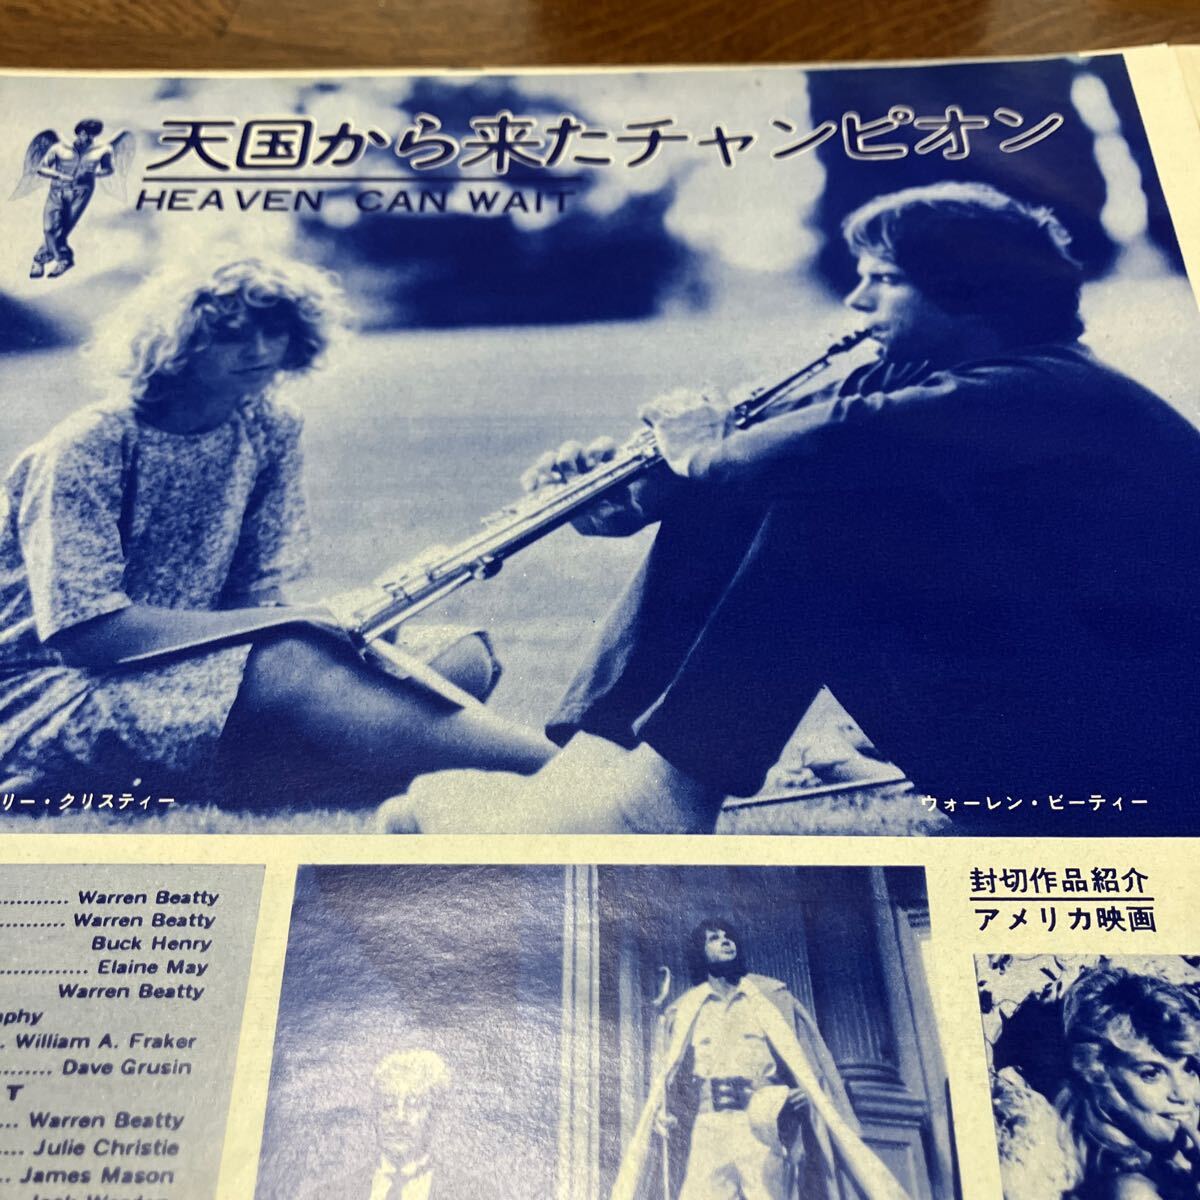 天国から来たチャンピオン
HEAVEN CAN WAIT
リー・クリスティー
ウォーレン・ビーティー
............ Warren Beatty
........... Warren Beatty
Buck Henry
............... Elaine May
Warren Beatty
aphy
. William A. Fraker
......... Dave Grusin
T
... Warren Beatty
.... Julie Christie
.. James Mason
Jack Warden
封切作品紹介
アメリカ映画